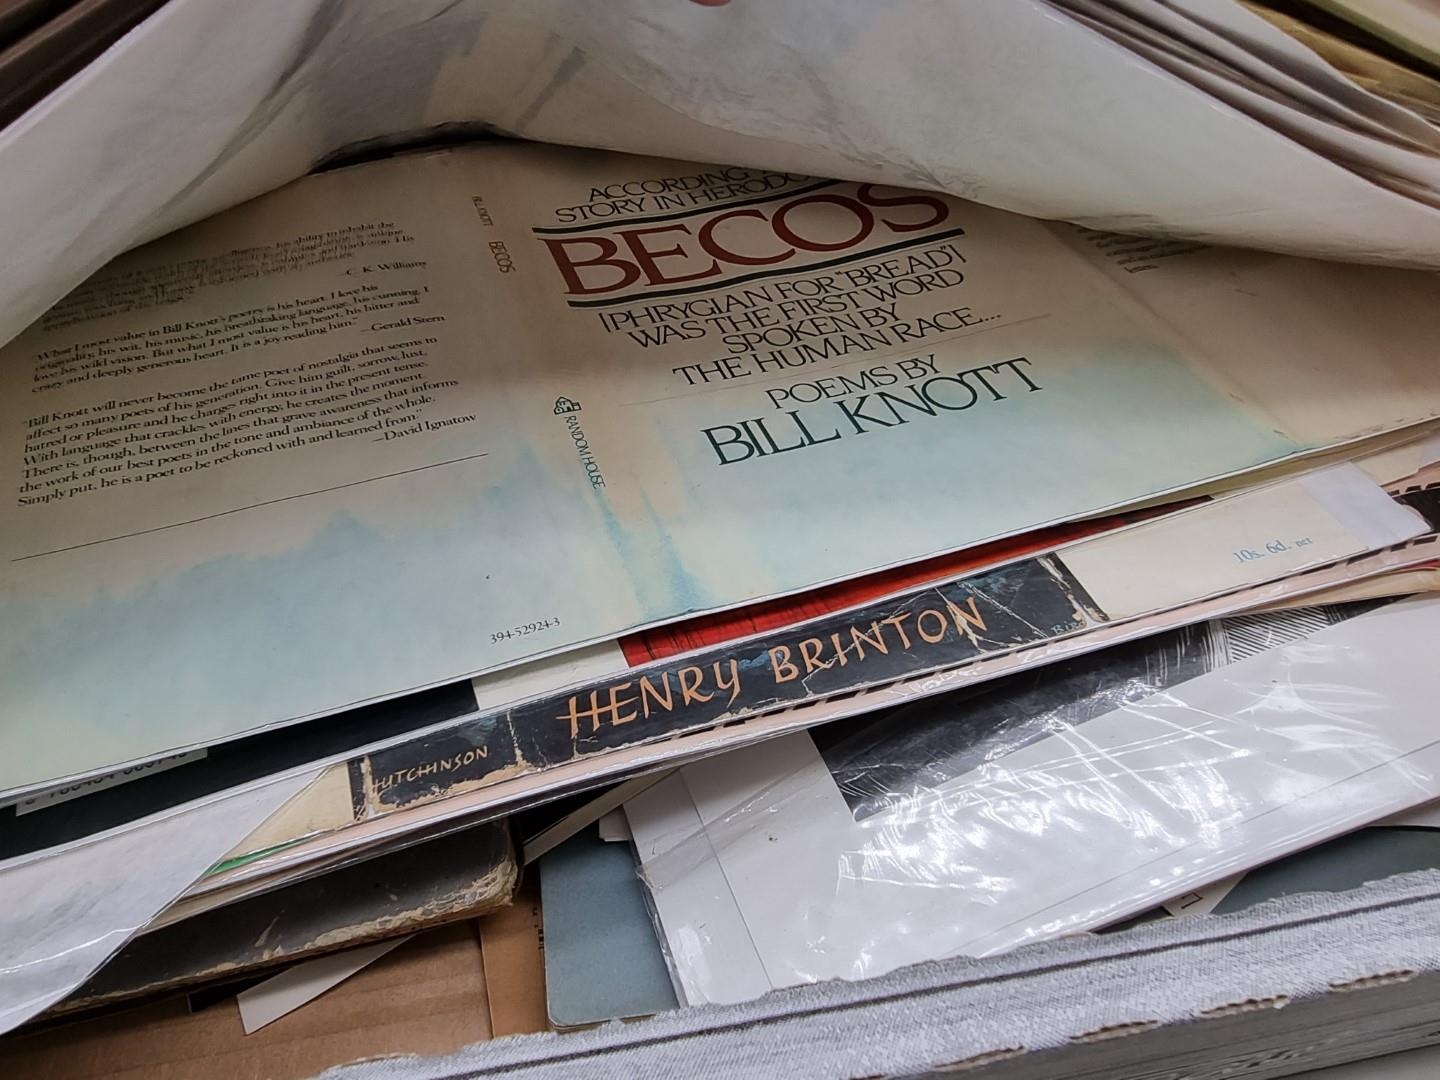 his ability to inhabit the
—C. K. Williams
"What I most value in Bill Knott's poetry is his heart. I love his
originality, his wit, his music, his breathtaking language, his cunning. I
love his wild vision. But what I most value is his heart, his bitter and
crazy and deeply generous heart. It is a joy reading him."
—Gerald Stern
"Bill Knott will never become the tame poet of nostalgia that seems to
affect so many poets of his generation. Give him guilt, sorrow, lust,
hatred or pleasure and he charges right into it in the present tense.
With language that crackles with energy, he creates the moment.
There is, though, between the lines that grave awareness that informs
the work of our best poets in the tone and ambiance of the whole.
Simply put, he is a poet to be reckoned with and learned from."
—David Ignatow
394-52924-3
BILL KNOTT BECOS
RANDOM HOUSE
ACCORDING
STORY IN HERODO
BECOS
[PHRYGIAN FOR "BREAD"]
WAS THE FIRST WORD
SPOKEN BY
THE HUMAN RACE...
POEMS BY
BILL KNOTT
10s. 6d. net
HENRY BRINTON
HUTCHINSON